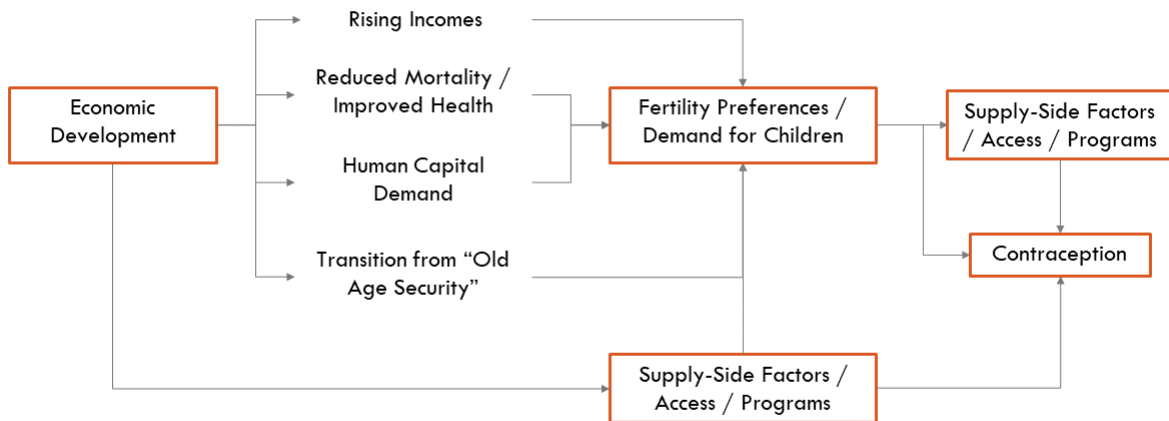 Rising Incomes
Economic
Development
Reduced Mortality /
Improved Health
Human Capital
Demand
Transition from “Old
Age Security”
Fertility Preferences /
Demand for Children
Supply-Side Factors
/ Access / Programs
Contraception
Supply-Side Factors /
Access / Programs